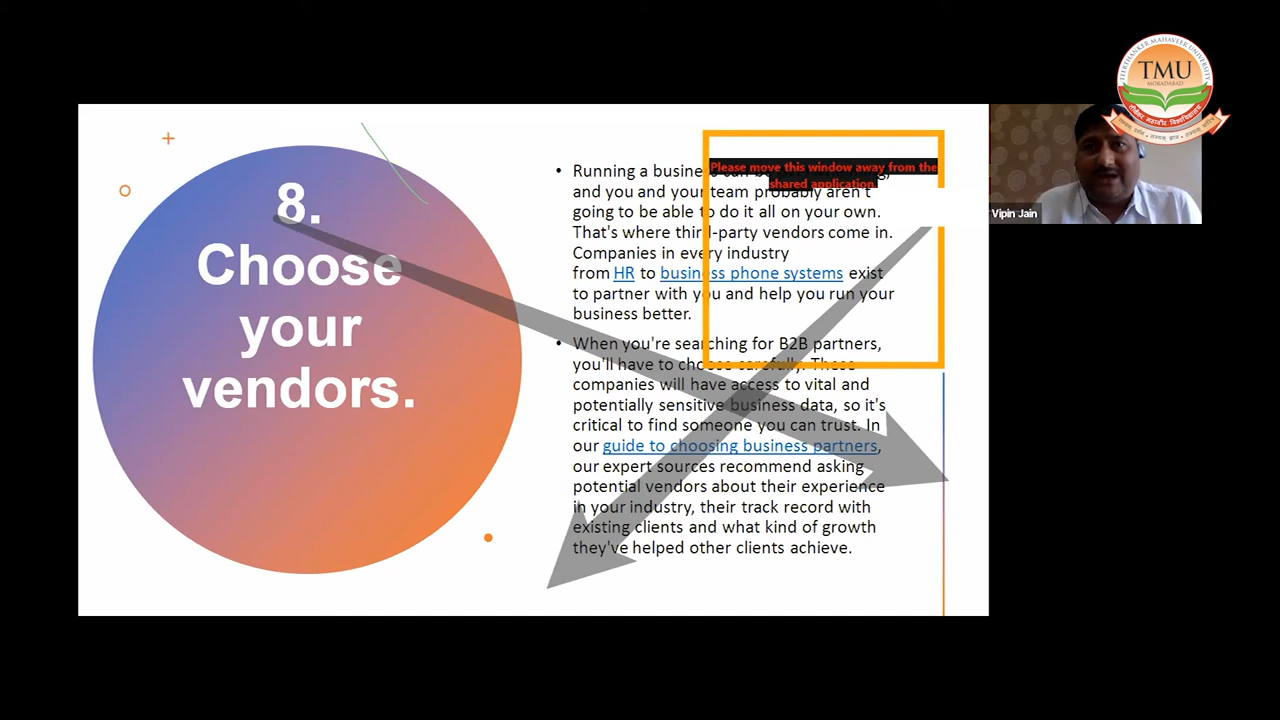 8.
Choose
your
vendors.
Running a busine
Please move this window away from the
shared application.
and you and your team probably aren't
going to be able to do it all on your own.
That's where third-party vendors come in.
Companies in every industry
from HR to business phone systems exist
to partner with you and help you run your
business better.
When you're searching for B2B partners,
you'll have to choose carefully. These
companies will have access to vital and
potentially sensitive business data, so it's
critical to find someone you can trust. In
our guide to choosing business partners,
our expert sources recommend asking
potential vendors about their experience
in your industry, their track record with
existing clients and what kind of growth
they've helped other clients achieve.
TEERTHANKER MAHAVEER UNIVERSITY
TMU
MORADABAD
Vipin Jain